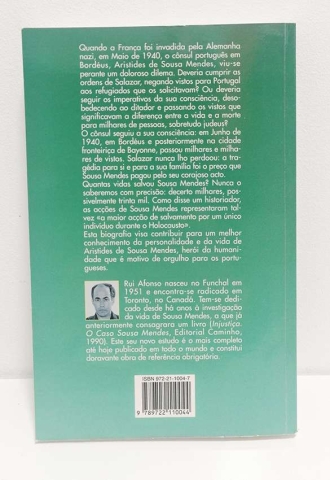 Quando a França foi invadida pela Alemanha
nazi, em Maio de 1940, o cônsul português em
Bordéus, Aristides de Sousa Mendes, viu-se
perante um doloroso dilema. Deveria cumprir as
ordens de Salazar, negando vistos para Portugal
aos refugiados que os solicitavam? Ou deveria
seguir os imperativos da sua consciência, deso-
bedecendo ao ditador e passando os vistos que
significavam a diferença entre a vida e a morte
para milhares de pessoas, sobretudo judeus?
O cônsul seguiu a sua consciência: em Junho de
1940, em Bordéus e posteriormente na cidade
fronteiriça de Bayonne, passou milhares e milha-
res de vistos. Salazar nunca lho perdoou: a tra-
gédia para si e para a sua família foi o preço que
Sousa Mendes pagou pelo seu corajoso acto.
Quantas vidas salvou Sousa Mendes? Nunca o
saberemos com precisão: decerto milhares, pos-
sivelmente trinta mil. Como disse um historiador,
as acções de Sousa Mendes representaram tal-
vez «a maior acção de salvamento por um único
indivíduo durante o Holocausto».
Esta biografia visa contribuir para um melhor
conhecimento da personalidade e da vida de
Aristides de Sousa Mendes, herói da humani-
dade que é motivo de orgulho para os portu-
gueses.
Rui Afonso nasceu no Funchal em
1951 e encontra-se radicado em
Toronto, no Canadá. Tem-se dedi-
cado desde há anos à investigação
da vida de Sousa Mendes, a que já
anteriormente consagrara um livro (Injustiça.
O Caso Sousa Mendes, Editorial Caminho,
1990). Este seu novo estudo é o mais completo
até hoje publicado em todo o mundo e constitui
doravante obra de referência obrigatória.
ISBN 972-21-1004-7
9 789722 110044